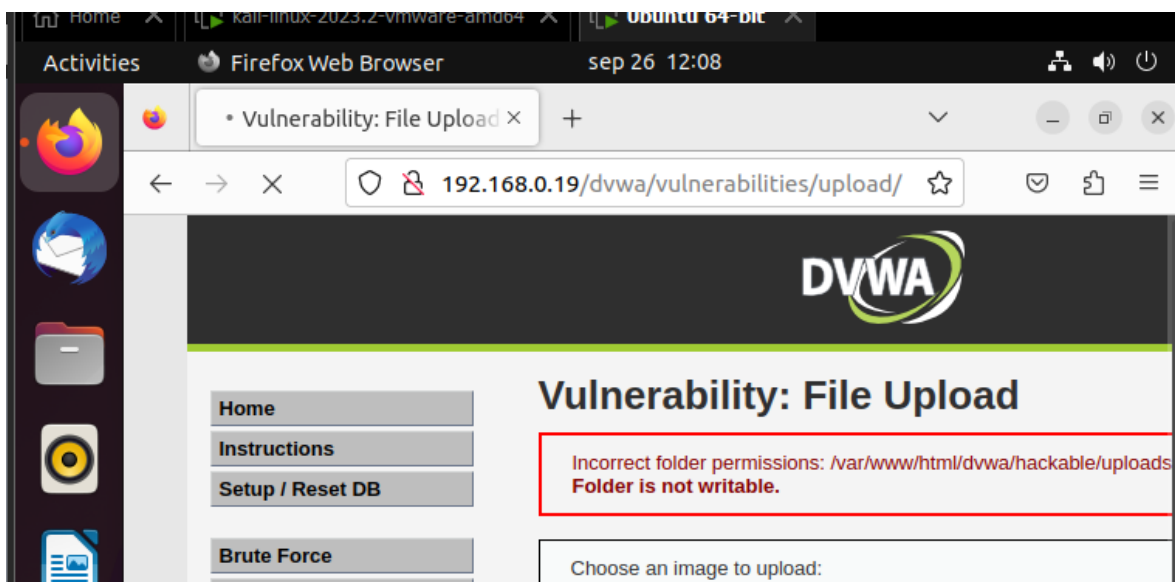 Home kali-linux-2023.2-vmware-amd64 Ubuntu 64-bit
Activities Firefox Web Browser sep 26 12:08
Vulnerability: File Upload
192.168.0.19/dvwa/vulnerabilities/upload/
DVWA
Home
Instructions
Setup / Reset DB
Brute Force
Vulnerability: File Upload
Incorrect folder permissions: /var/www/html/dvwa/hackable/uploads
Folder is not writable.
Choose an image to upload: